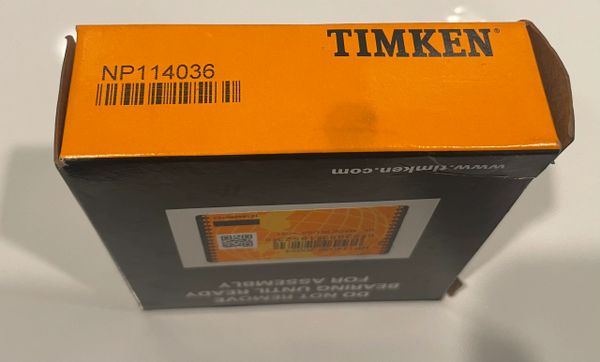 TIMKEN®
NP114036
www.timken.com
DO NOT REMOVE
BEARING UNTIL READY
FOR ASSEMBLY